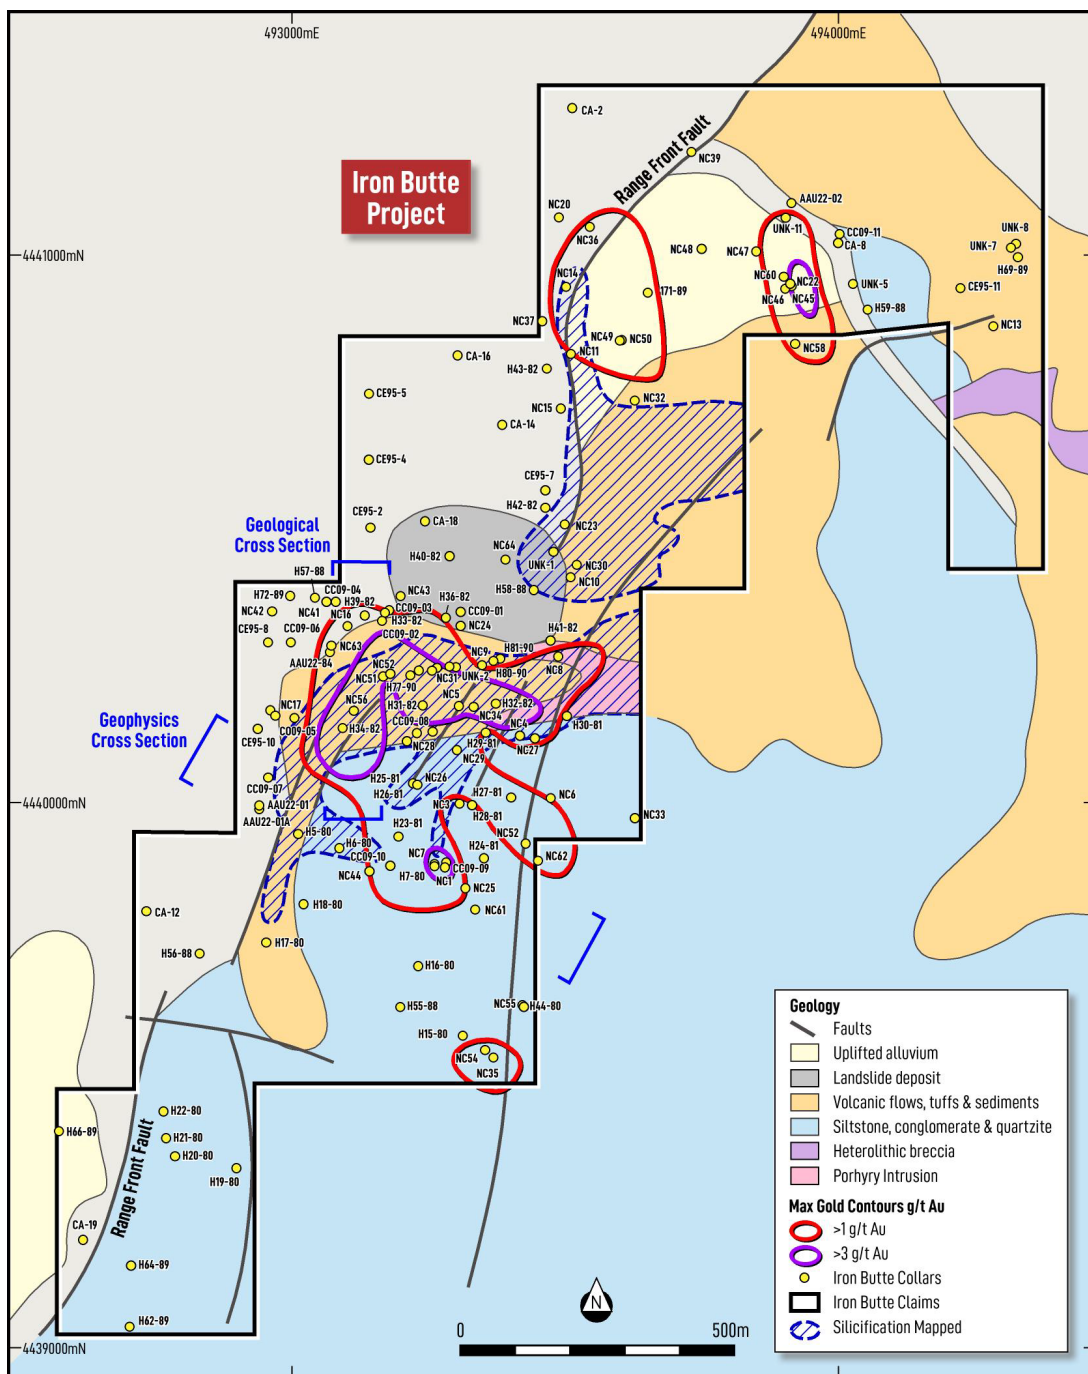 493000mE
494000mE
CA-2
Range Front Fault
NC39
Iron Butte
Project
AAU22-02
NC20
UNK-11
CC09-11
UNK-8
NC36
CA-8
UNK-7
4441000mN
NC48
NC47
H69-89
NC14
NC60
NC22
UNK-5
CE95-11
171-89
NC46
NC45
H59-88
NC37
NC13
NC49
NC50
NC58
CA-16
NC11
H43-82
CE95-5
NC32
NC15
CA-14
CE95-4
CE95-7
H42-82
CE95-2
CA-18
NC23
Geological
Cross Section
H40-82
NC64
UNK-1
NC30
H57-88
NC10
H58-88
H72-89
CC09-04
NC43
H36-82
NC41
H39-82
NC42
NC16
CC09-03
CC09-01
H33-82
NC24
CE95-8
CC09-06
CC09-02
H41-82
NC63
H81-90
AAU22-84
NC9
NC8
NC52
H80-90
NC51
NC31
UNK-2
H77-90
NC56
NC5
H32-82
H31-82
NC17
NC34
Geophysics
Cross Section
CC09-05
CC09-08
NC4
H30-81
H34-82
CE95-10
NC28
H29-81
NC27
NC29
H25-81
NC26
CC09-07
H26-81
H27-81
NC6
AAU22-01
NC3
4440000mN
AAU22-01A
H28-81
NC33
H5-80
H23-81
NC52
H6-80
NC7
H24-81
CC09-10
NC62
NC44
H7-80
CC09-09
NC1
NC25
H18-80
CA-12
NC61
H17-80
H56-88
H16-80
H55-88
NC55
H44-80
H15-80
NC54
NC35
H22-80
H66-89
H21-80
H20-80
H19-80
Range Front Fault
CA-19
H64-89
H62-89
4439000mN
N
0
500m
Geology
Faults
Uplifted alluvium
Landslide deposit
Volcanic flows, tuffs & sediments
Siltstone, conglomerate & quartzite
Heterolithic breccia
Porhyry Intrusion
Max Gold Contours g/t Au
>1 g/t Au
>3 g/t Au
Iron Butte Collars
Iron Butte Claims
Silicification Mapped